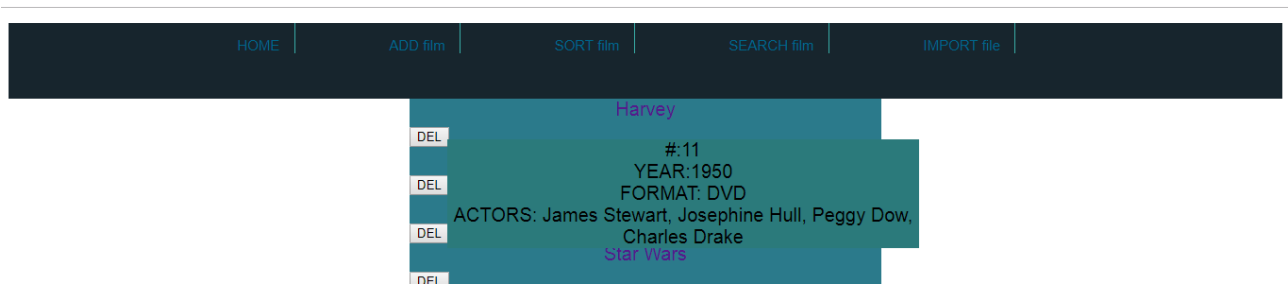 HOME ADD film SORT film SEARCH film IMPORT file
Harvey
DEL
#:11
YEAR:1950
DEL
FORMAT: DVD
ACTORS: James Stewart, Josephine Hull, Peggy Dow,
DEL
Charles Drake
Star Wars
DEL